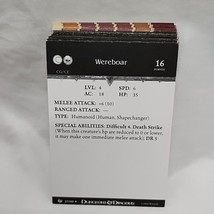 Wereboar
16
LVL: 4 SPD: 6
AC: 18 HP: 35
MELEE ATTACK: +6 (10)
RANGED ATTACK: —
TYPE: Humanoid (Human, Shapechanger)
SPECIAL ABILITIES: Difficult 4. Death Strike
(When this creature's hp are reduced to 0 or lower,
it may make one immediate melee attack); DR 5
DUNGEONS & DRAGONS